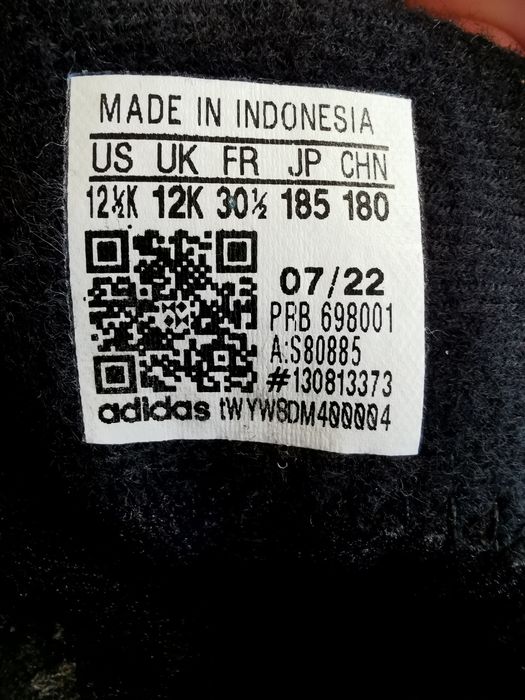 MADE IN INDONESIA
US UK FR JP CHN
12½K 12K 30½ 185 180
07/22
PRB 698001
A:S80885
#130813373
adidas tWYW8DM400004